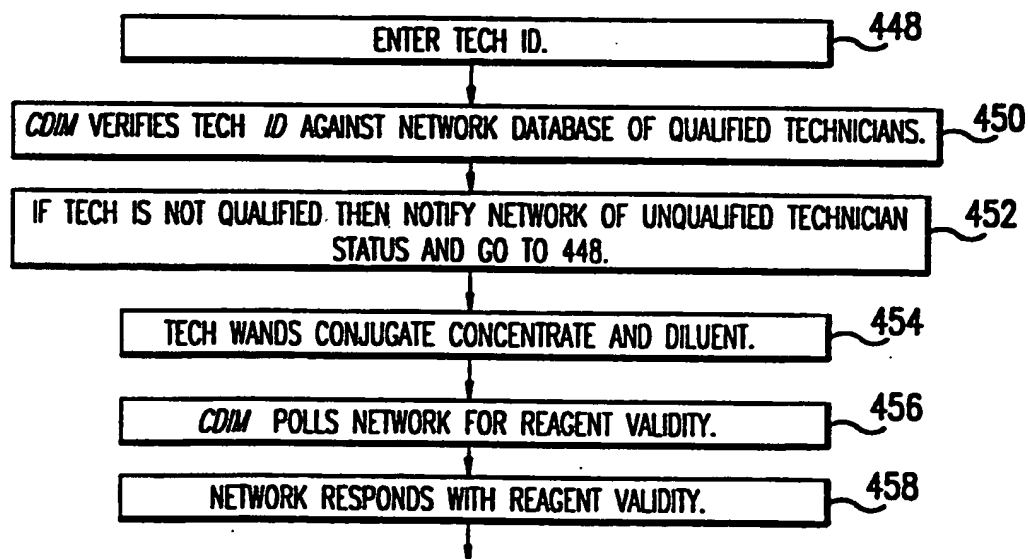 ENTER TECH ID.
448
CDIM VERIFIES TECH ID AGAINST NETWORK DATABASE OF QUALIFIED TECHNICIANS.
450
IF TECH IS NOT QUALIFIED THEN NOTIFY NETWORK OF UNQUALIFIED TECHNICIAN
STATUS AND GO TO 448.
452
TECH WANDS CONJUGATE CONCENTRATE AND DILUENT.
454
CDIM POLLS NETWORK FOR REAGENT VALIDITY.
456
NETWORK RESPONDS WITH REAGENT VALIDITY.
458